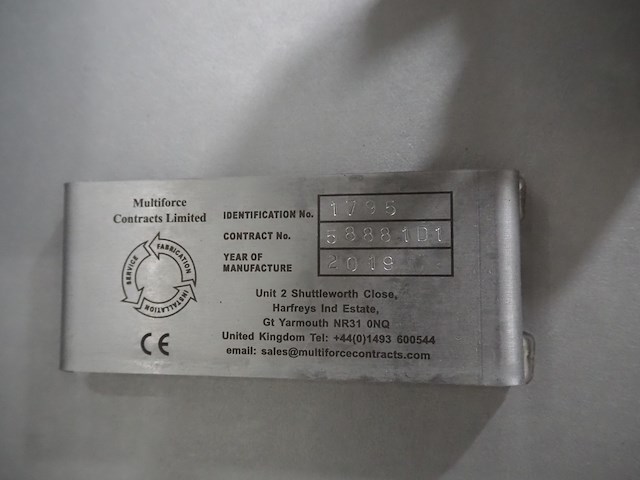 Multiforce
Contracts Limited
SERVICE
FABRICATION
INSTALLATION
CE
IDENTIFICATION No. 1795
CONTRACT No. 58881D1
YEAR OF
MANUFACTURE 2019
Unit 2 Shuttleworth Close,
Harfreys Ind Estate,
Gt Yarmouth NR31 0NQ
United Kingdom Tel: +44(0)1493 600544
email: sales@multiforcecontracts.com